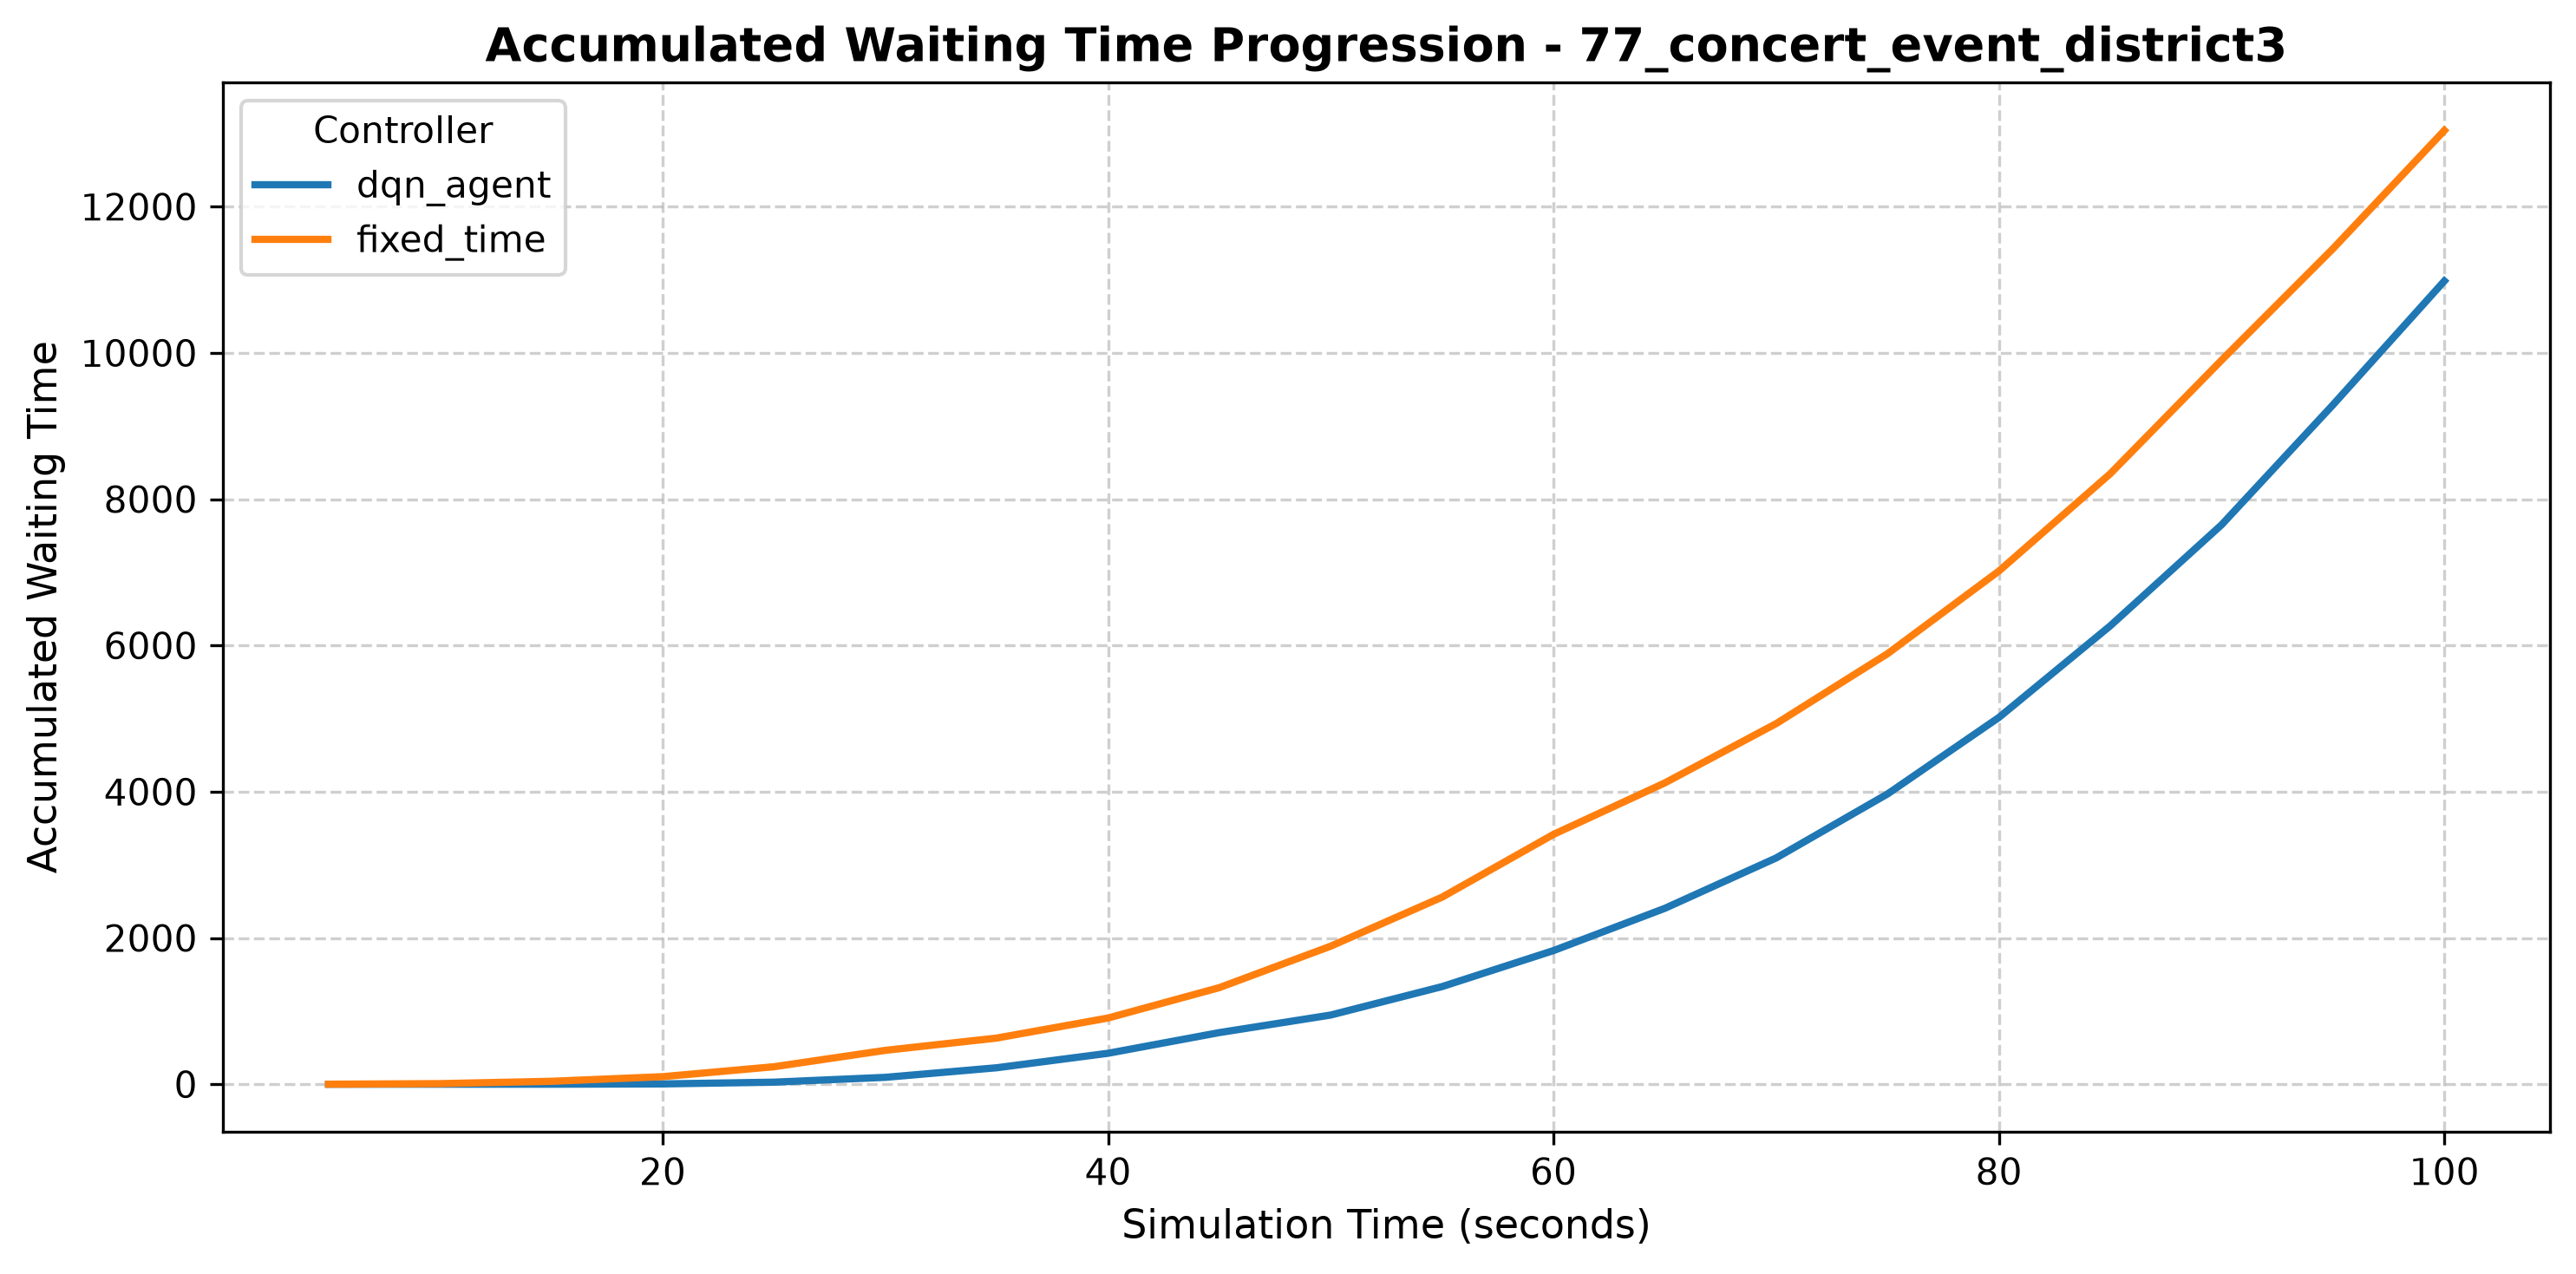 Accumulated Waiting Time Progression - 77_concert_event_district3
Controller
dqn_agent
fixed_time
Accumulated Waiting Time
12000
10000
8000
6000
4000
2000
0
20 40 60 80 100
Simulation Time (seconds)